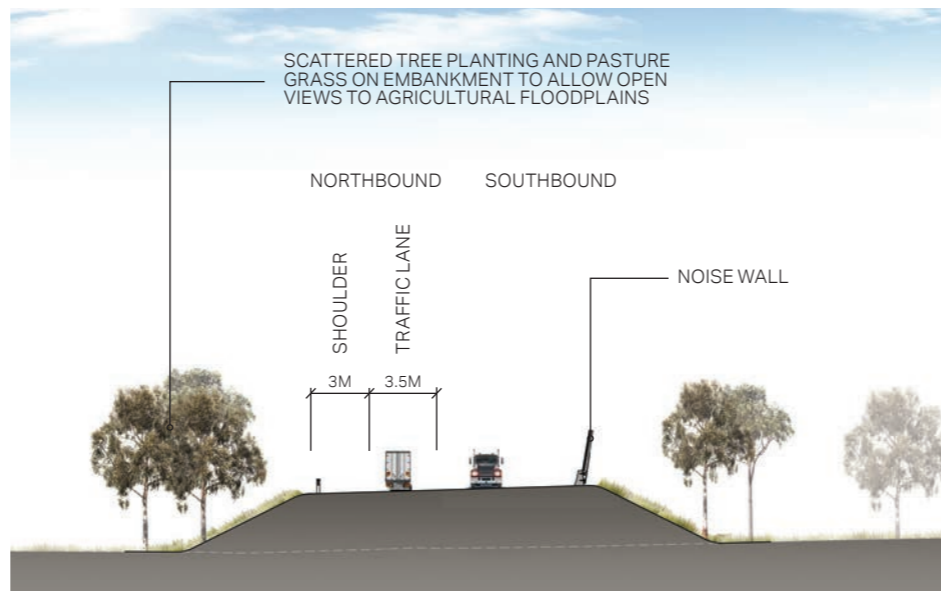 SCATTERED TREE PLANTING AND PASTURE
GRASS ON EMBANKMENT TO ALLOW OPEN
VIEWS TO AGRICULTURAL FLOODPLAINS
NORTHBOUND
SOUTHBOUND
SHOULDER
TRAFFIC LANE
NOISE WALL
3M
3.5M